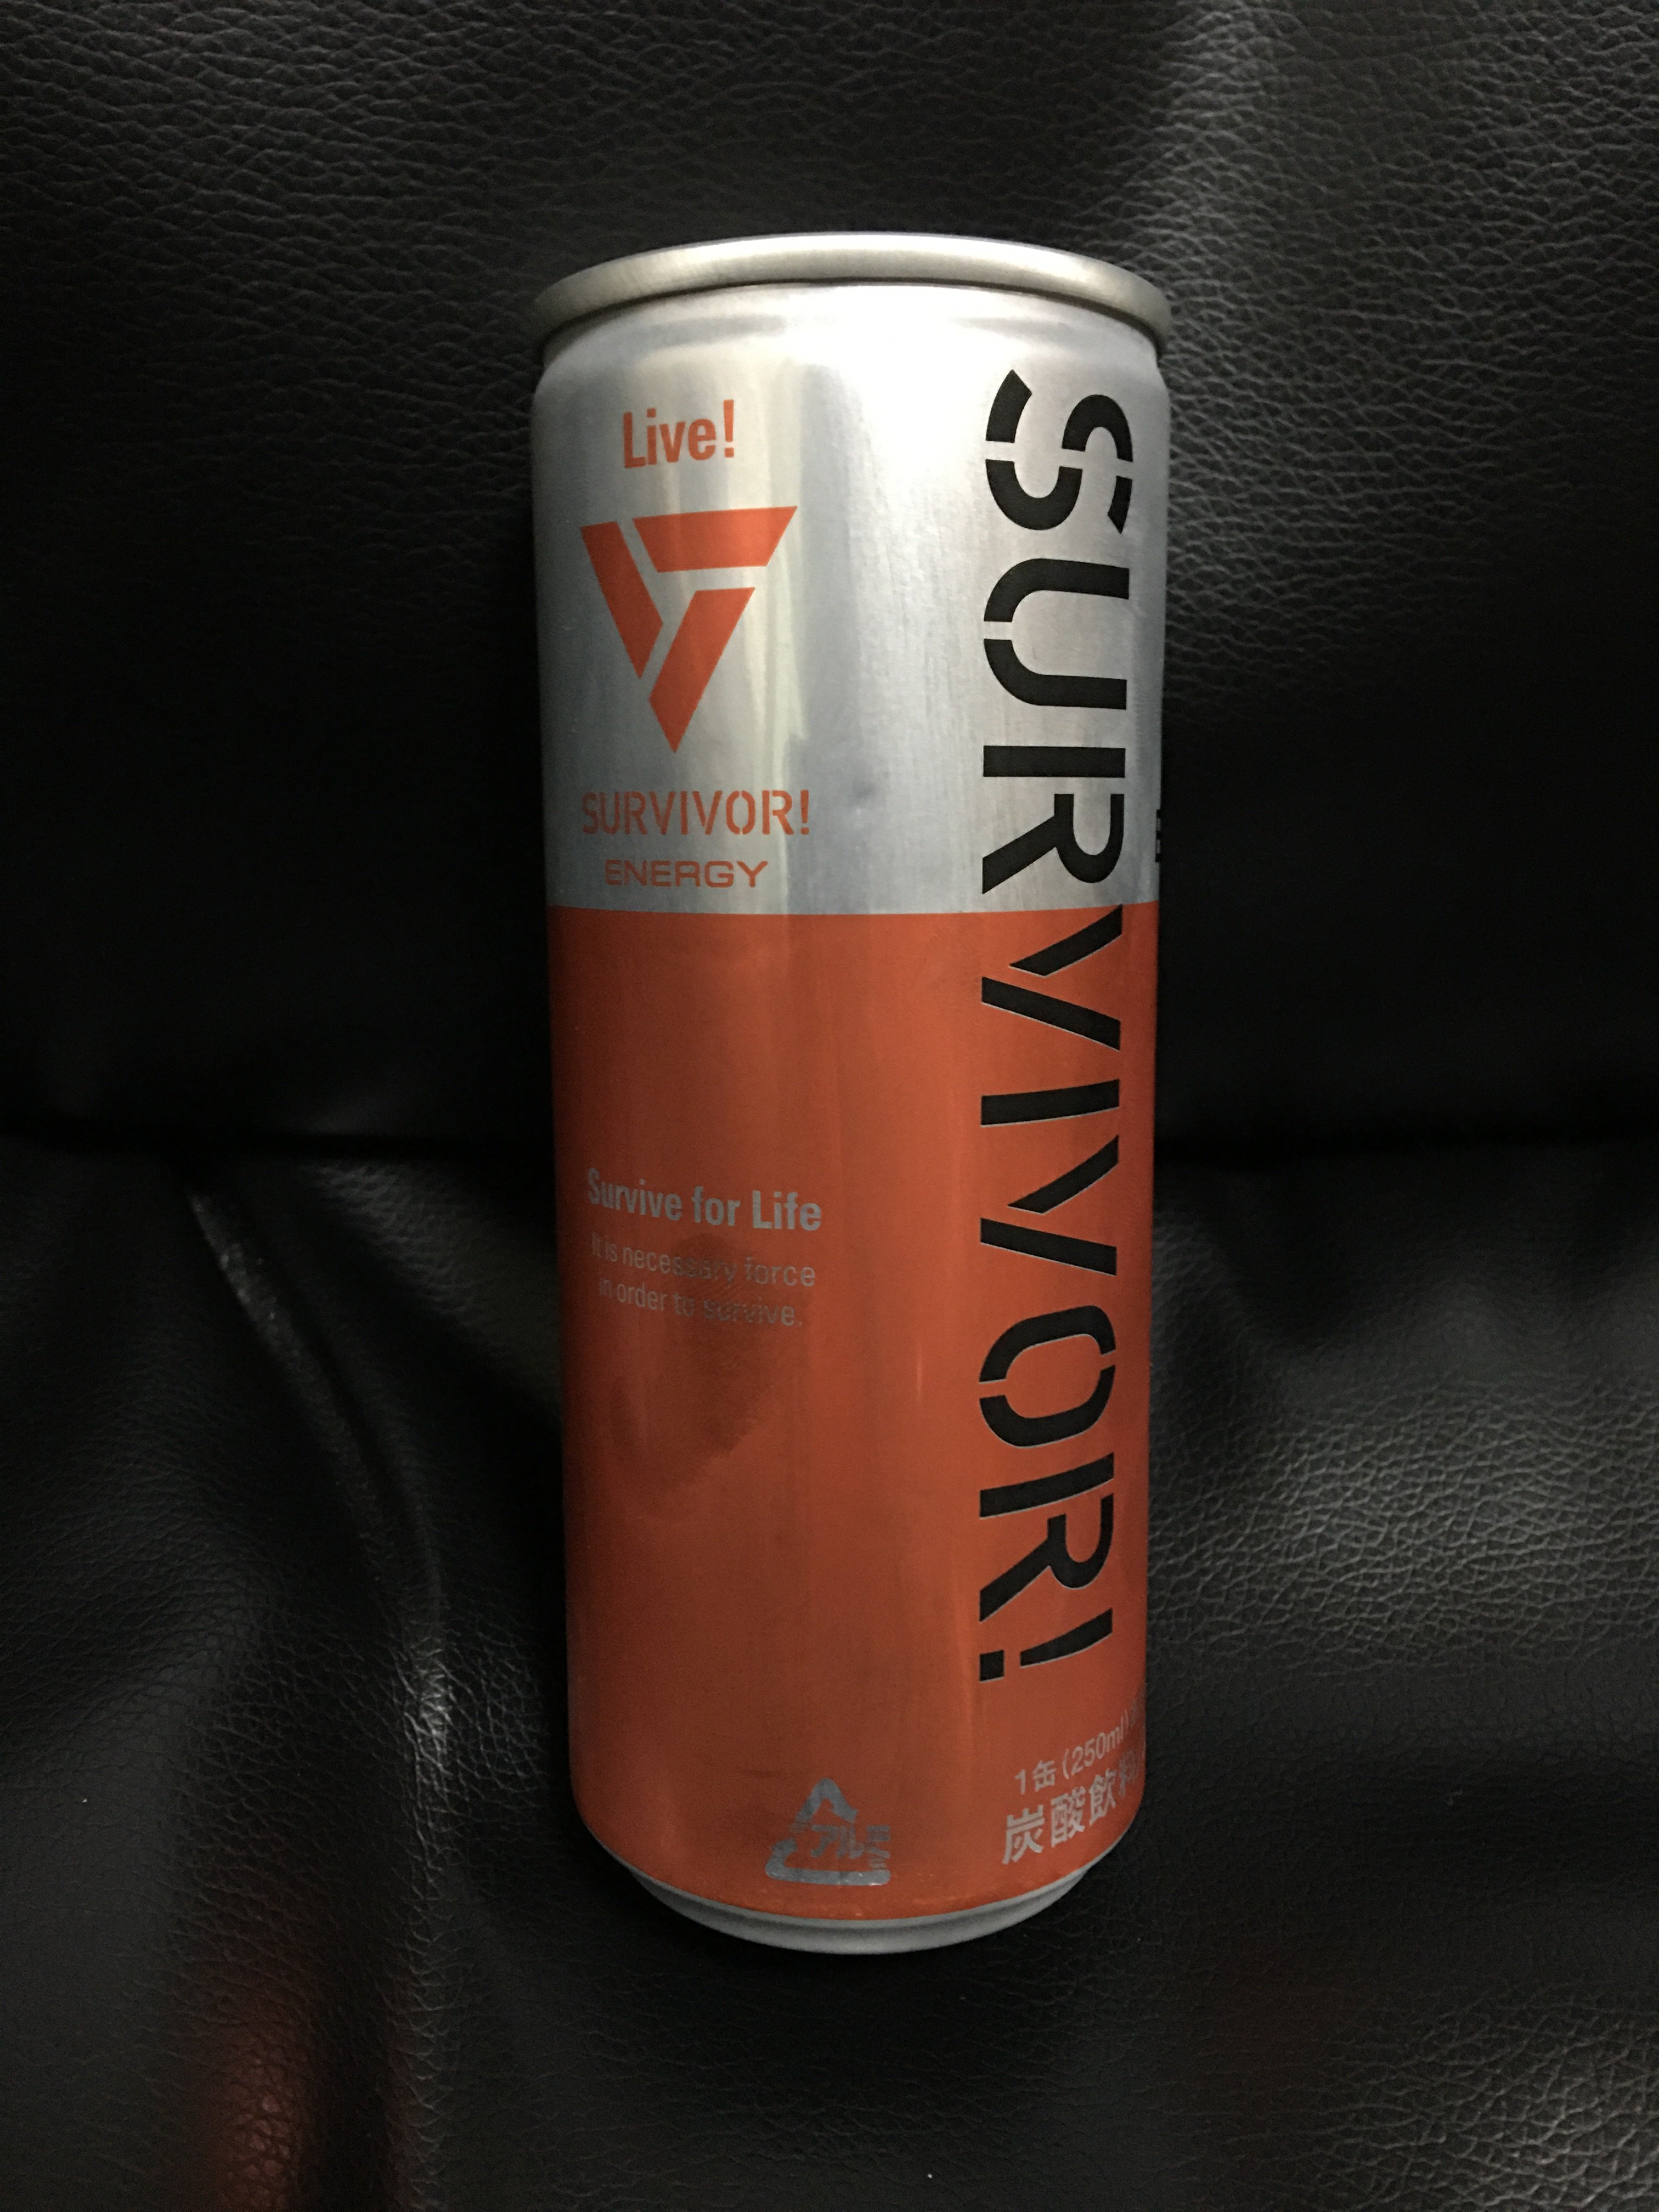 Live!
SURVIVOR!
ENERGY
Survive for Life
It is necessary force
in order to survive.
アルミ
SURVIVOR!
1缶(250ml)
炭酸飲料